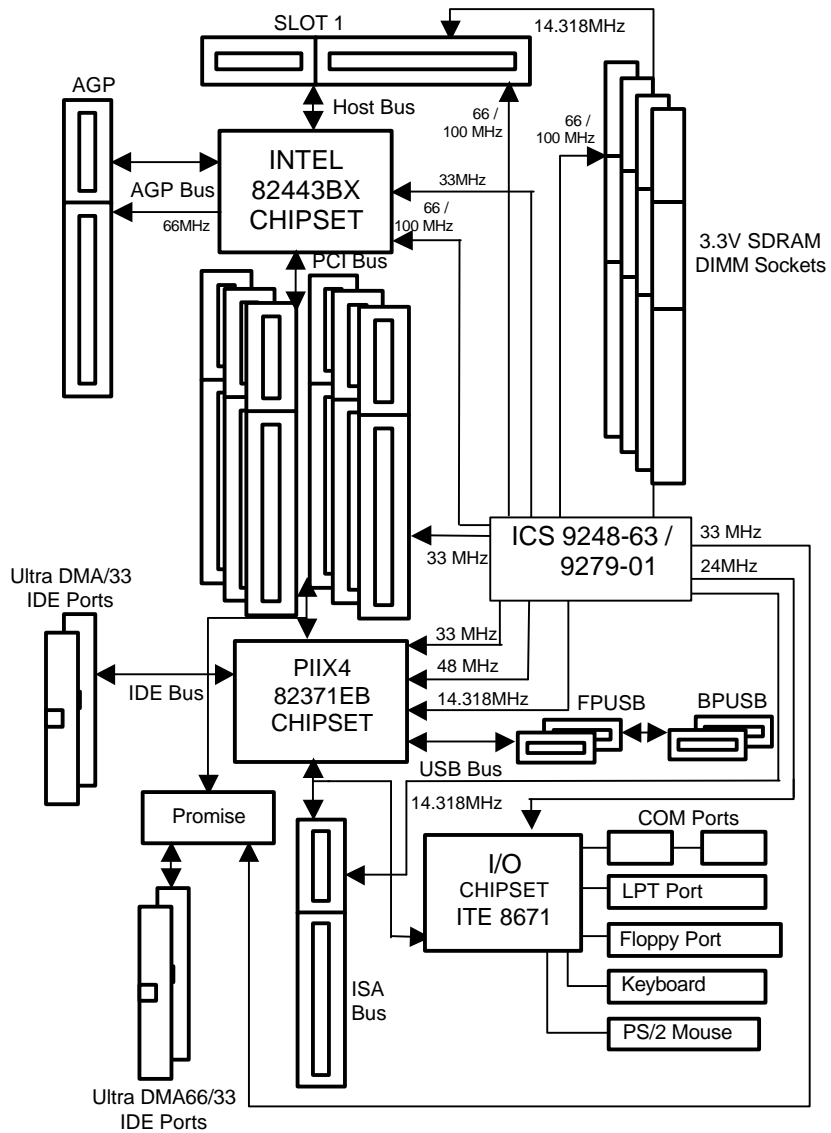 SLOT 1
14.318MHz
AGP
Host Bus
66 /
100 MHz
66 /
100 MHz
INTEL
82443BX
CHIPSET
AGP Bus
66MHz
33MHz
66 /
100 MHz
3.3V SDRAM
DIMM Sockets
PCI Bus
ICS 9248-63 /
9279-01
33 MHz
33 MHz
24MHz
Ultra DMA/33
IDE Ports
33 MHz
48 MHz
14.318MHz
PIIX4
82371EB
CHIPSET
IDE Bus
FPUSB
BPUSB
USB Bus
14.318MHz
Promise
COM Ports
I/O
CHIPSET
ITE 8671
LPT Port
Floppy Port
Keyboard
PS/2 Mouse
ISA
Bus
Ultra DMA66/33
IDE Ports